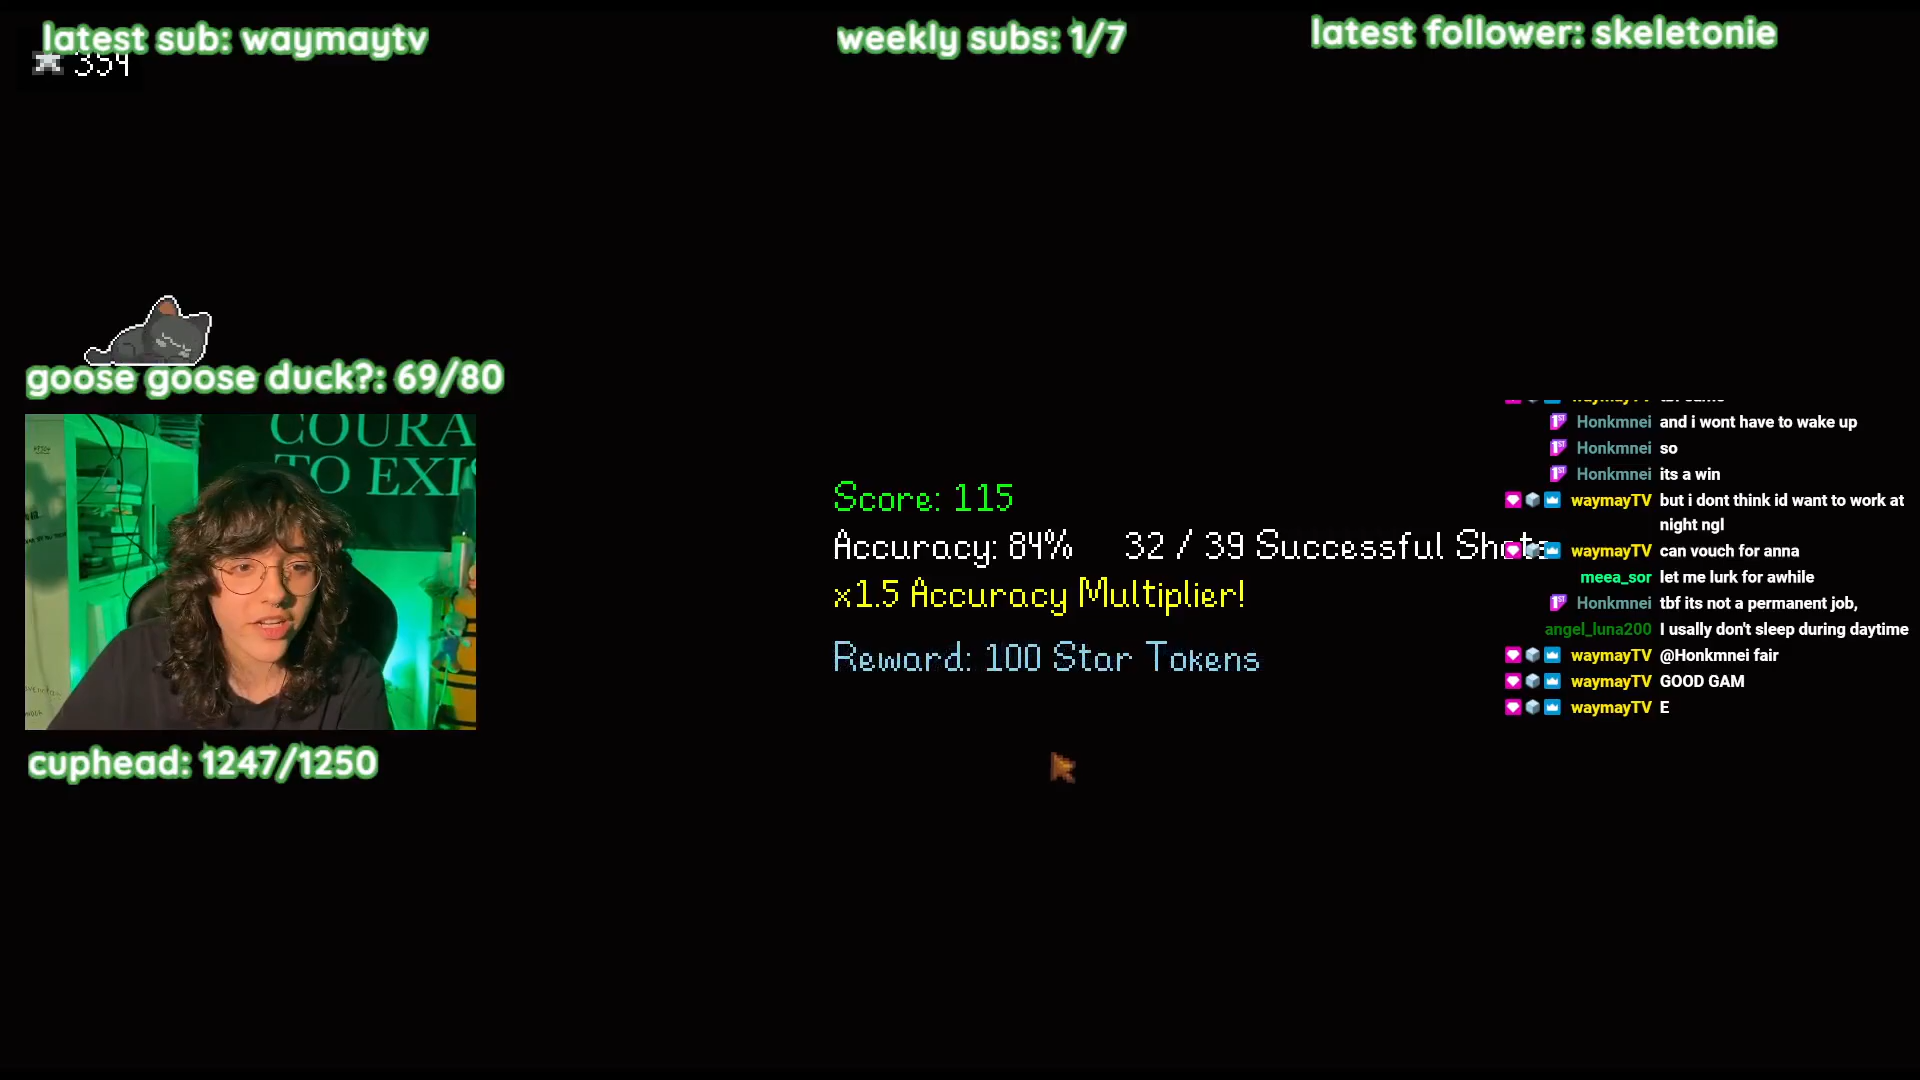 latest sub: waymaytv
weekly subs: 1/7
latest follower: skeletonie
354
goose goose duck?: 69/80
COURA
TO EXIS
cuphead: 1247/1250
Score: 115
Accuracy: 84% 32 / 39 Successful Shots
x1.5 Accuracy Multiplier!
Reward: 100 Star Tokens
Honkmnei and i wont have to wake up
Honkmnei so
Honkmnei its a win
waymayTV but i dont think id want to work at
night ngl
waymayTV can vouch for anna
meea_sor let me lurk for awhile
Honkmnei tbf its not a permanent job,
angel_luna200 I usally don't sleep during daytime
waymayTV @Honkmnei fair
waymayTV GOOD GAM
waymayTV E